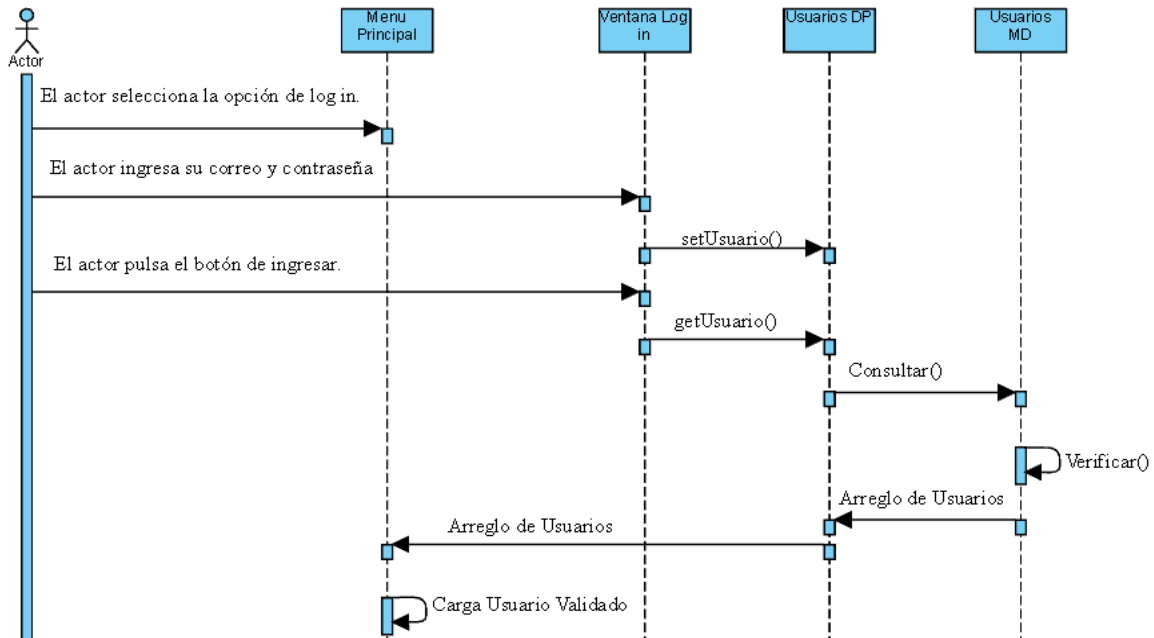 Menu
Principal
Ventana Log
in
Usuarios DP
Usuarios
MD
Actor
El actor selecciona la opción de log in.
El actor ingresa su correo y contraseña
setUsuario()
El actor pulsa el botón de ingresar.
getUsuario()
Consultar()
Verificar()
Arreglo de Usuarios
Arreglo de Usuarios
Carga Usuario Validado